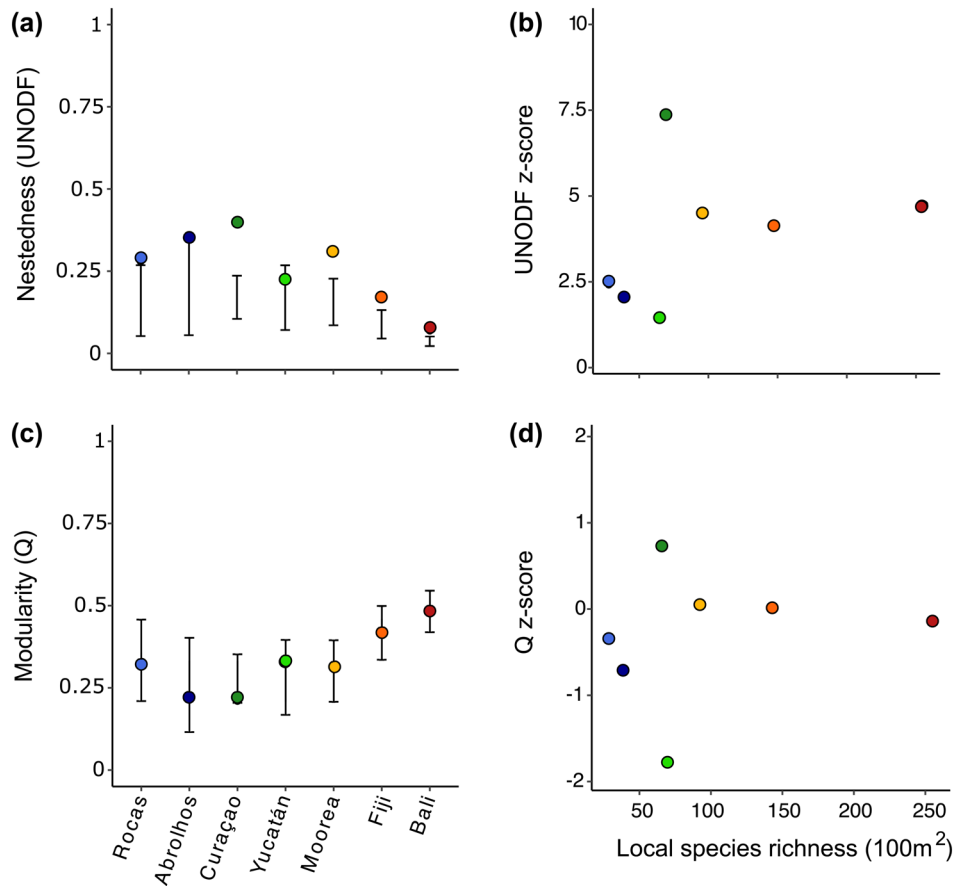 (a)
1
0.75
0.5
0.25
0
Nestedness (UNODF)
(b)
10
7.5
5
2.5
0
UNODF z-score
(c)
1
0.75
0.5
0.25
0
Modularity (Q)
Rocas
Abrolhos
Curaçao
Yucatán
Moorea
Fiji
Bali
(d)
2
1
0
-1
-2
Q z-score
50 100 150 200 250
Local species richness (100m²)